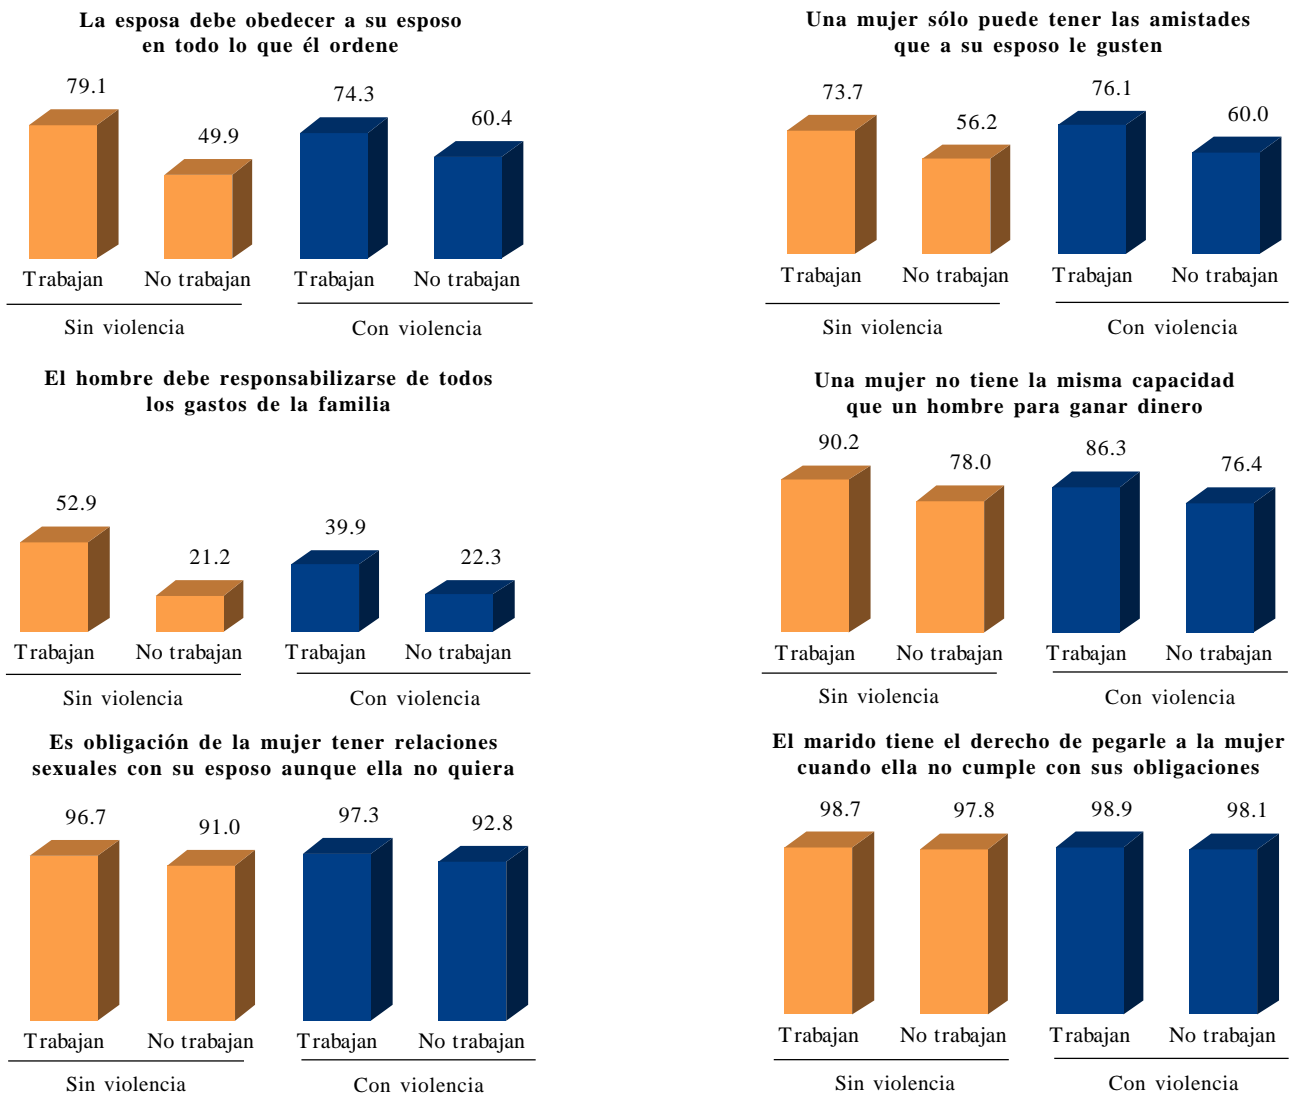 La esposa debe obedecer a su esposo
en todo lo que él ordene
79.1
49.9
74.3
60.4
Trabajan
No trabajan
Trabajan
No trabajan
Sin violencia
Con violencia
Una mujer sólo puede tener las amistades
que a su esposo le gusten
73.7
56.2
76.1
60.0
Trabajan
No trabajan
Trabajan
No trabajan
Sin violencia
Con violencia
El hombre debe responsabilizarse de todos
los gastos de la familia
52.9
21.2
39.9
22.3
Trabajan
No trabajan
Trabajan
No trabajan
Sin violencia
Con violencia
Una mujer no tiene la misma capacidad
que un hombre para ganar dinero
90.2
78.0
86.3
76.4
Trabajan
No trabajan
Trabajan
No trabajan
Sin violencia
Con violencia
Es obligación de la mujer tener relaciones
sexuales con su esposo aunque ella no quiera
96.7
91.0
97.3
92.8
Trabajan
No trabajan
Trabajan
No trabajan
Sin violencia
Con violencia
El marido tiene el derecho de pegarle a la mujer
cuando ella no cumple con sus obligaciones
98.7
97.8
98.9
98.1
Trabajan
No trabajan
Trabajan
No trabajan
Sin violencia
Con violencia